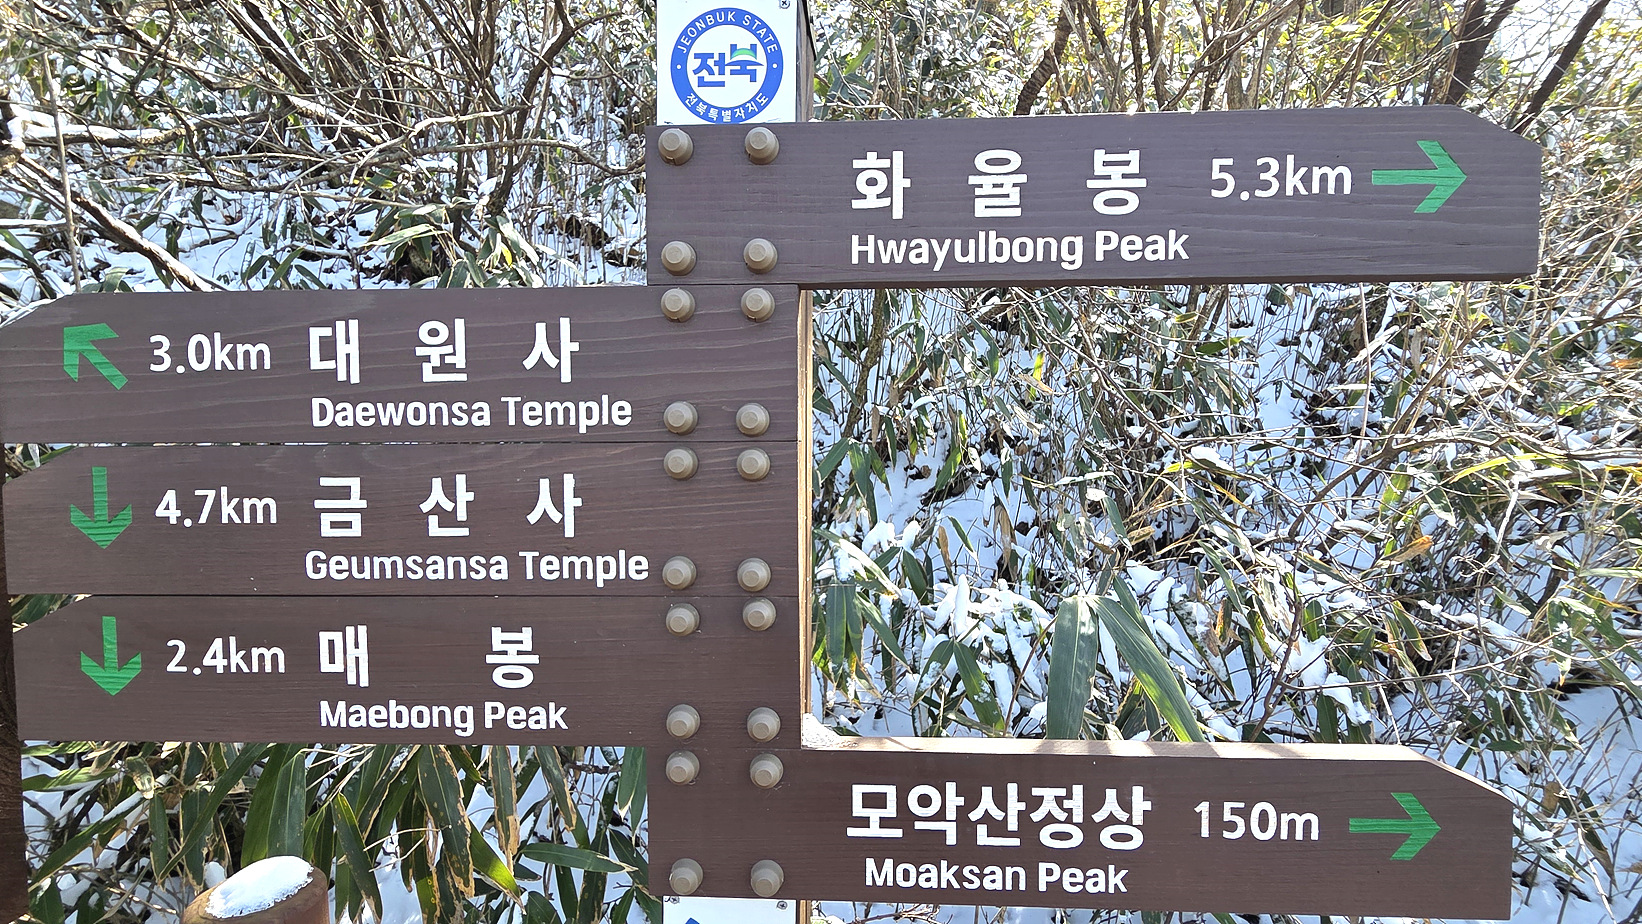 JEONBUK STATE
전북
전북특별자치도
화율봉 5.3km
Hwayulbong Peak
3.0km 대원사
Daewonsa Temple
4.7km 금산사
Geumsansa Temple
2.4km 매봉
Maebong Peak
모악산정상 150m
Moaksan Peak